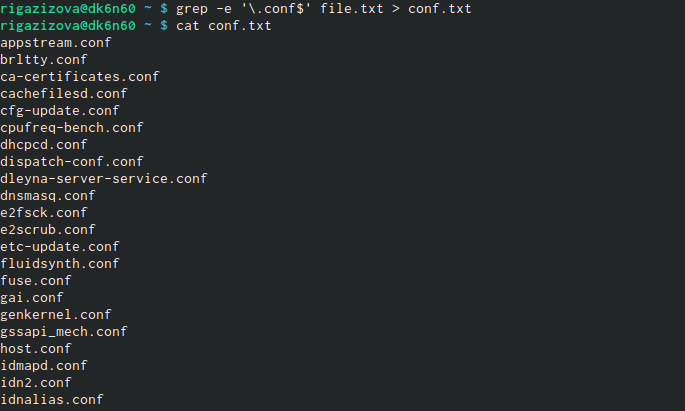 rigazizova@dk6n60 ~ $ grep -e '\.conf$' file.txt > conf.txt
rigazizova@dk6n60 ~ $ cat conf.txt
appstream.conf
brltty.conf
ca-certificates.conf
cachefilesd.conf
cfg-update.conf
cpufreq-bench.conf
dhcpcd.conf
dispatch-conf.conf
dleyna-server-service.conf
dnsmasq.conf
e2fsck.conf
e2scrub.conf
etc-update.conf
fluidsynth.conf
fuse.conf
gai.conf
genkernel.conf
gssapi_mech.conf
host.conf
idmapd.conf
idn2.conf
idnalias.conf